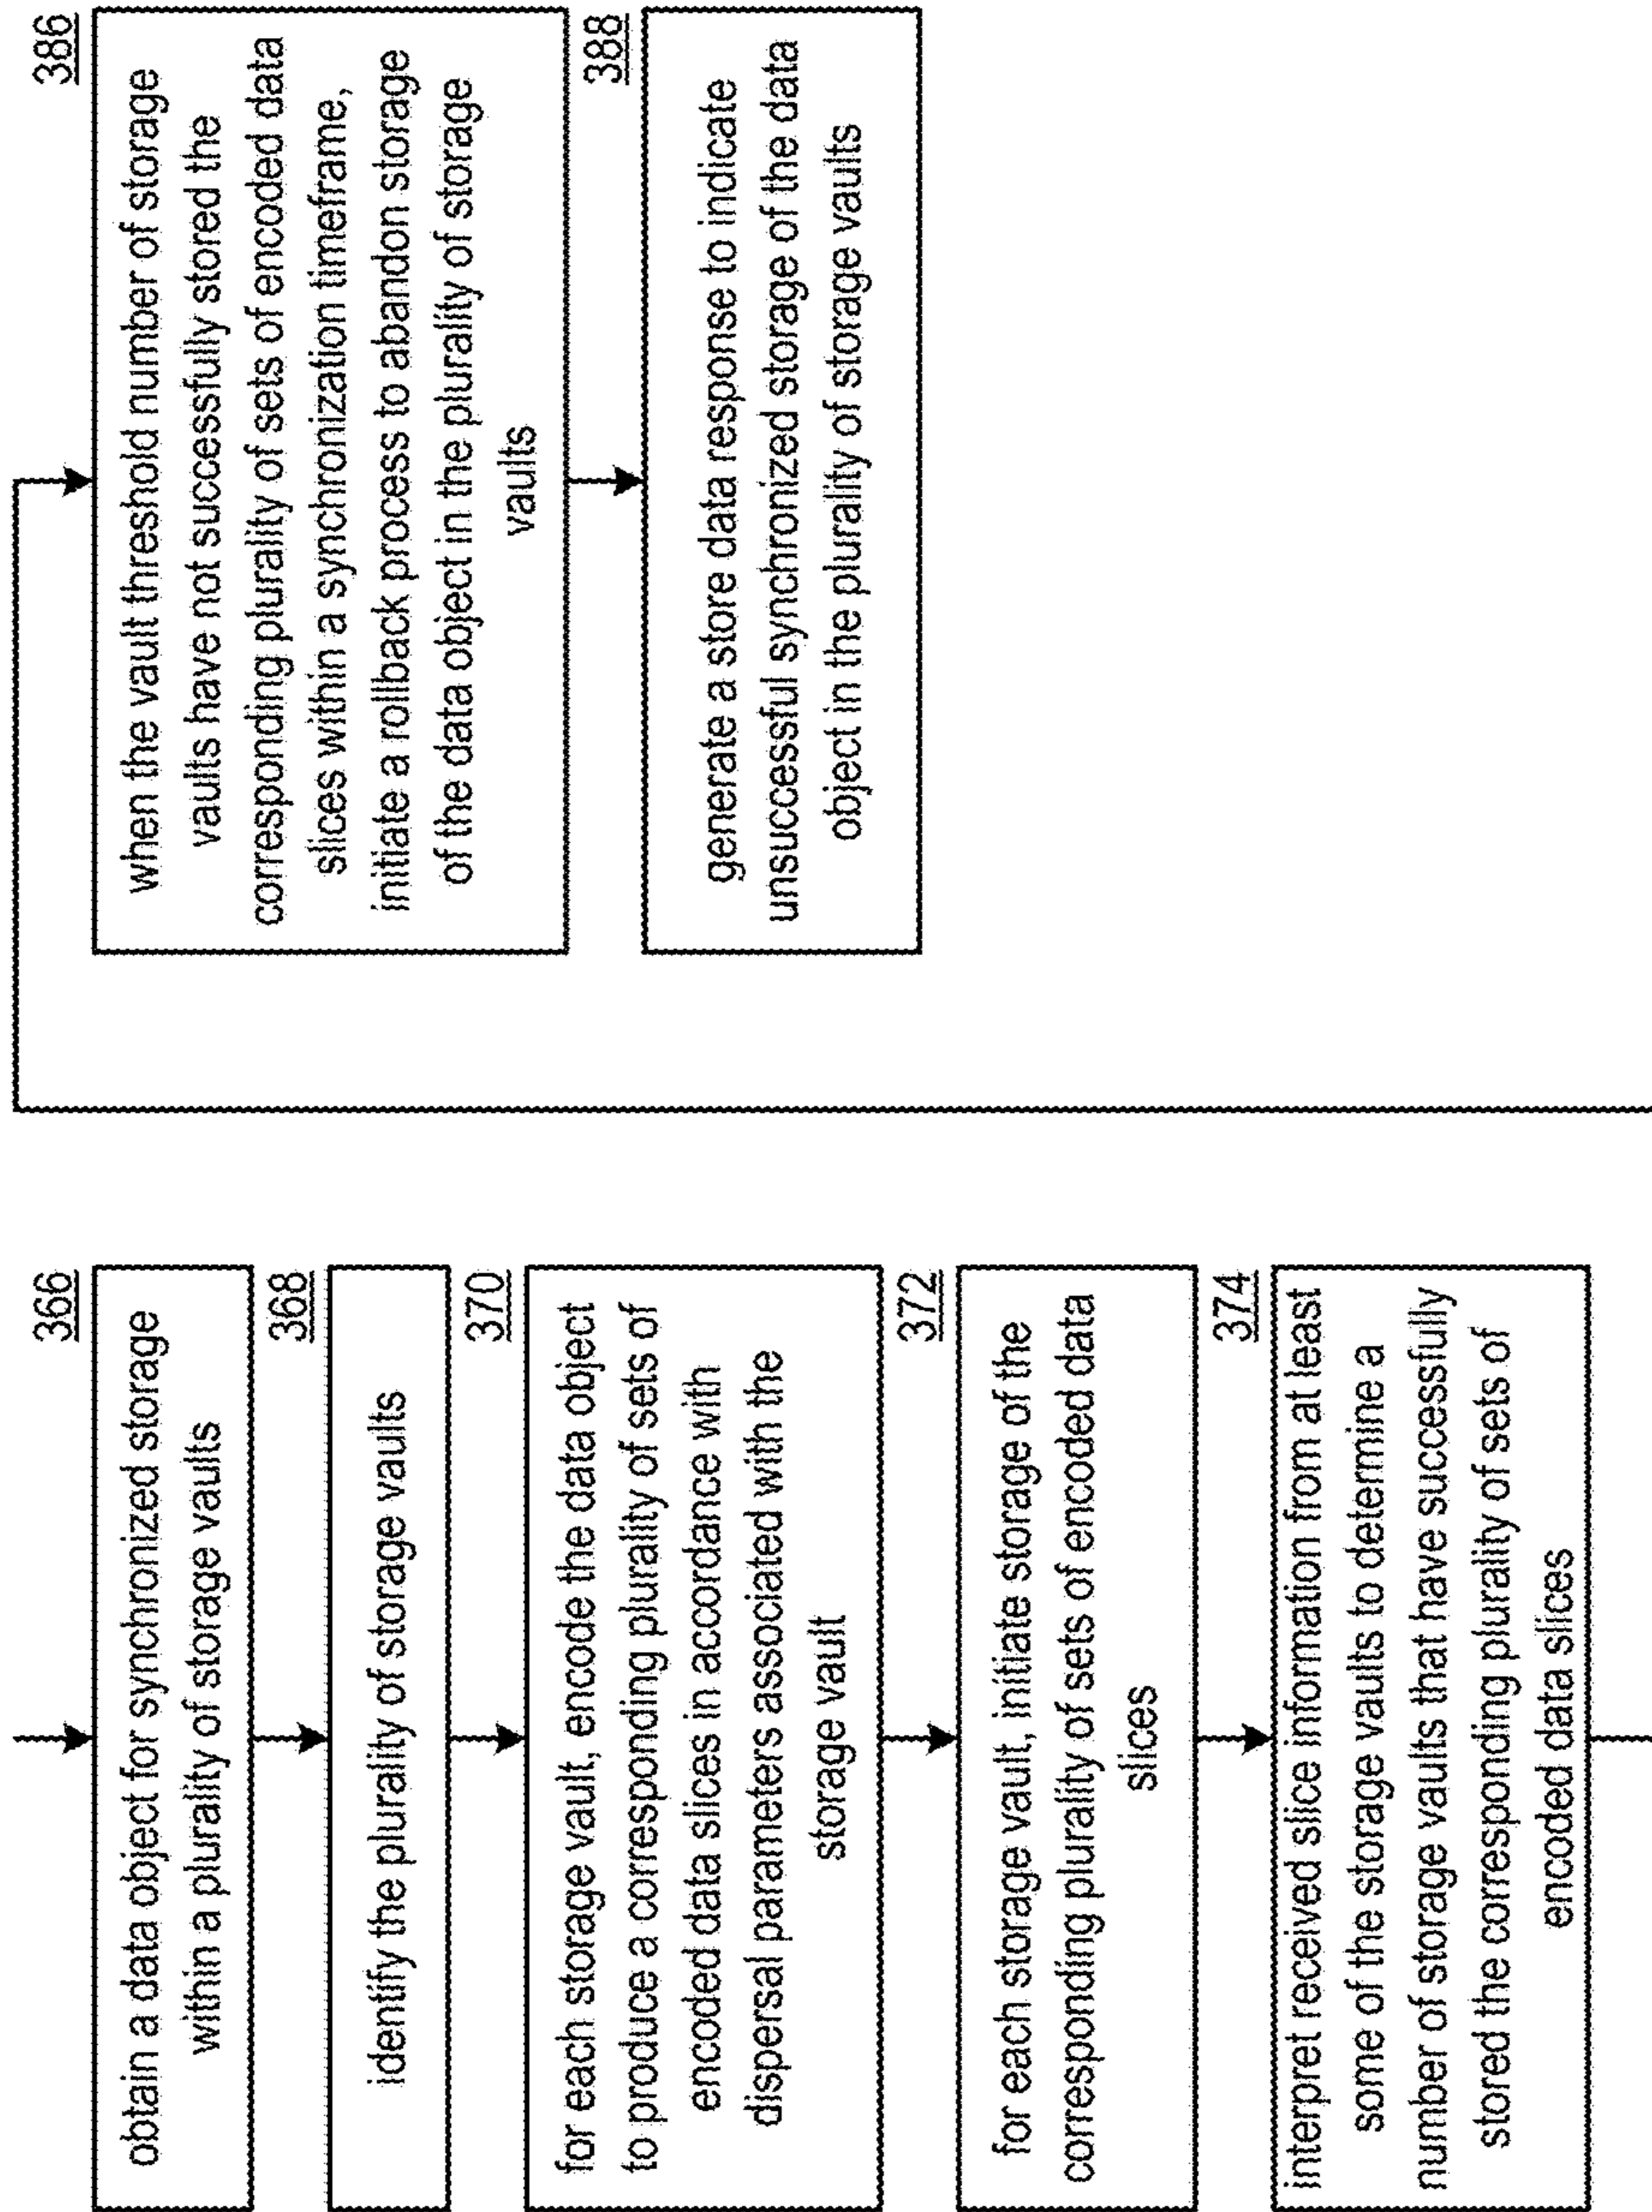 366
obtain a data object for synchronized storage
within a plurality of storage vaults
368
identify the plurality of storage vaults
370
for each storage vault, encode the data object
to produce a corresponding plurality of sets of
encoded data slices in accordance with
dispersal parameters associated with the
storage vault
372
for each storage vault, initiate storage of the
corresponding plurality of sets of encoded data
slices
374
interpret received slice information from at least
some of the storage vaults to determine a
number of storage vaults that have successfully
stored the corresponding plurality of sets of
encoded data slices
386
when the vault threshold number of storage
vaults have not successfully stored the
corresponding plurality of sets of encoded data
slices within a synchronization timeframe,
initiate a rollback process to abandon storage
of the data object in the plurality of storage
vaults
388
generate a store data response to indicate
unsuccessful synchronized storage of the data
object in the plurality of storage vaults